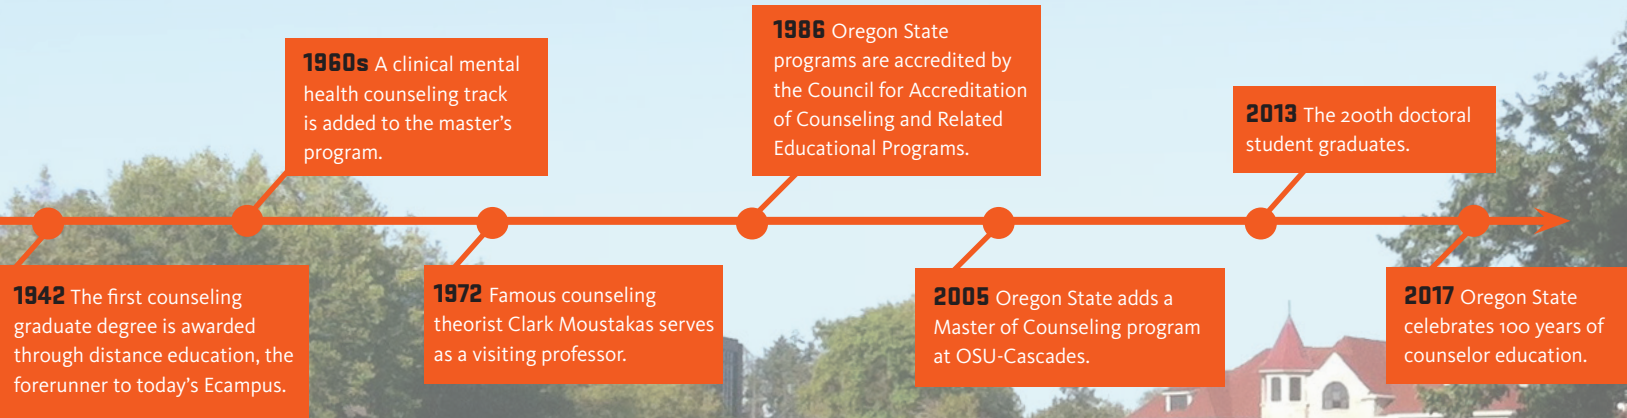 1942 The first counseling
graduate degree is awarded
through distance education, the
forerunner to today's Ecampus.
1960s A clinical mental
health counseling track
is added to the master's
program.
1972 Famous counseling
theorist Clark Moustakas serves
as a visiting professor.
1986 Oregon State
programs are accredited by
the Council for Accreditation
of Counseling and Related
Educational Programs.
2005 Oregon State adds a
Master of Counseling program
at OSU-Cascades.
2013 The 200th doctoral
student graduates.
2017 Oregon State
celebrates 100 years of
counselor education.